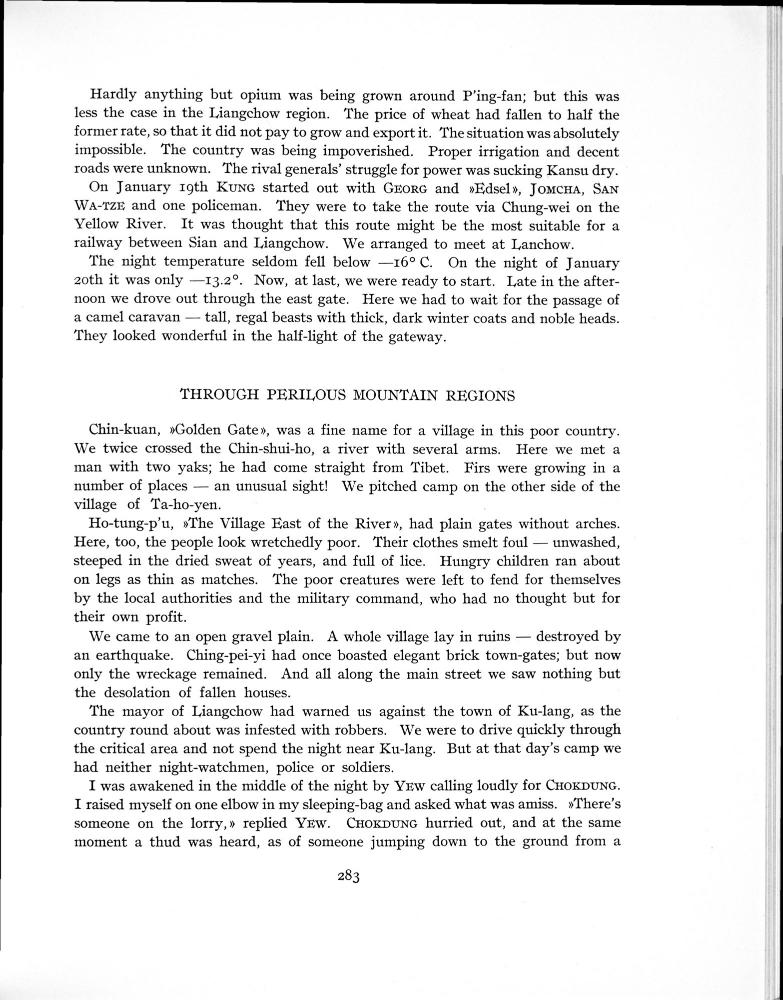 Hardly anything but opium was being grown around P'ing-fan; but this was
less the case in the Liangchow region. The price of wheat had fallen to half the
former rate, so that it did not pay to grow and export it. The situation was absolutely
impossible. The country was being impoverished. Proper irrigation and decent
roads were unknown. The rival generals' struggle for power was sucking Kansu dry.
On January 19th KUNG started out with GEORG and »Edsel», JOMCHA, SAN
WA-TZE and one policeman. They were to take the route via Chung-wei on the
Yellow River. It was thought that this route might be the most suitable for a
railway between Sian and Liangchow. We arranged to meet at Lanchow.
The night temperature seldom fell below —16° C. On the night of January
20th it was only —13.2°. Now, at last, we were ready to start. Late in the after-
noon we drove out through the east gate. Here we had to wait for the passage of
a camel caravan — tall, regal beasts with thick, dark winter coats and noble heads.
They looked wonderful in the half-light of the gateway.
THROUGH PERILOUS MOUNTAIN REGIONS
Chin-kuan, »Golden Gate», was a fine name for a village in this poor country.
We twice crossed the Chin-shui-ho, a river with several arms. Here we met a
man with two yaks; he had come straight from Tibet. Firs were growing in a
number of places — an unusual sight! We pitched camp on the other side of the
village of Ta-ho-yen.
Ho-tung-p'u, »The Village East of the River», had plain gates without arches.
Here, too, the people look wretchedly poor. Their clothes smelt foul — unwashed,
steeped in the dried sweat of years, and full of lice. Hungry children ran about
on legs as thin as matches. The poor creatures were left to fend for themselves
by the local authorities and the military command, who had no thought but for
their own profit.
We came to an open gravel plain. A whole village lay in ruins — destroyed by
an earthquake. Ching-pei-yi had once boasted elegant brick town-gates; but now
only the wreckage remained. And all along the main street we saw nothing but
the desolation of fallen houses.
The mayor of Liangchow had warned us against the town of Ku-lang, as the
country round about was infested with robbers. We were to drive quickly through
the critical area and not spend the night near Ku-lang. But at that day's camp we
had neither night-watchmen, police or soldiers.
I was awakened in the middle of the night by YEW calling loudly for CHOKDUNG.
I raised myself on one elbow in my sleeping-bag and asked what was amiss. »There's
someone on the lorry,» replied YEW. CHOKDUNG hurried out, and at the same
moment a thud was heard, as of someone jumping down to the ground from a
283